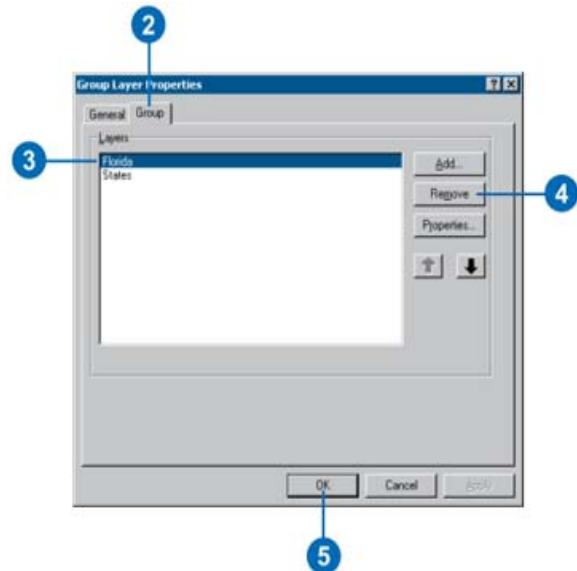 2
Group Layer Properties
General Group
Layers
3
Florida
States
Add...
Remove
4
Properties...
OK
Cancel
Apply
5